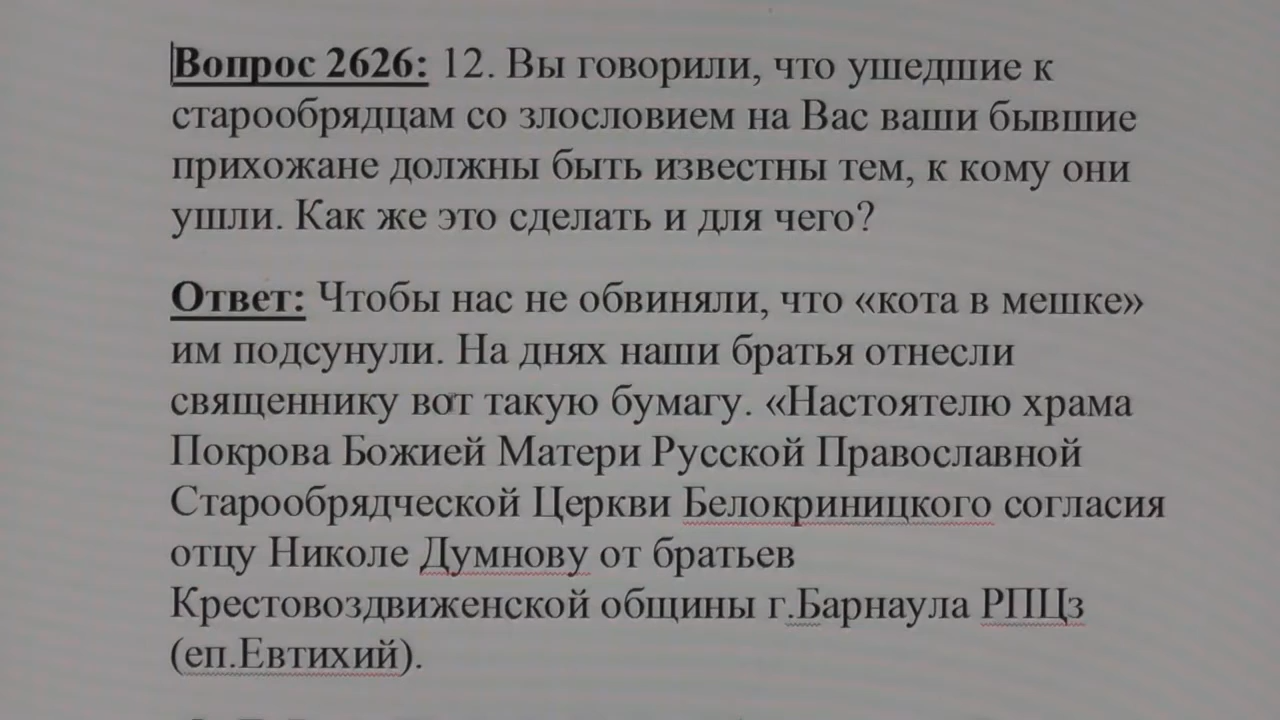 Вопрос 2626: 12. Вы говорили, что ушедшие к
старообрядцам со злословием на Вас ваши бывшие
прихожане должны быть известны тем, к кому они
ушли. Как же это сделать и для чего?
Ответ: Чтобы нас не обвиняли, что «кота в мешке»
им подсунули. На днях наши братья отнесли
священнику вот такую бумагу. «Настоятелю храма
Покрова Божией Матери Русской Православной
Старообрядческой Церкви Белокриницкого согласия
отцу Николе Думнову от братьев
Крестовоздвиженской общины г.Барнаула РПЦз
(еп.Евтихий).